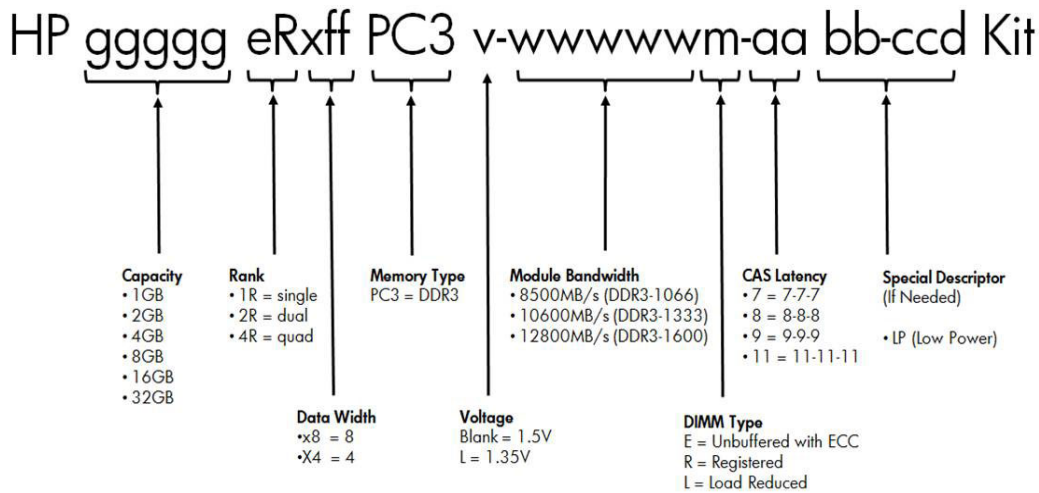 HP ggggg eRxff PC3 v-wwwwwm-aa bb-ccd Kit
Capacity
• 1GB
• 2GB
• 4GB
• 8GB
• 16GB
• 32GB
Rank
• 1R = single
• 2R = dual
• 4R = quad
Memory Type
PC3 = DDR3
Module Bandwidth
• 8500MB/s (DDR3-1066)
• 10600MB/s (DDR3-1333)
• 12800MB/s (DDR3-1600)
CAS Latency
• 7 = 7-7-7
• 8 = 8-8-8
• 9 = 9-9-9
• 11 = 11-11-11
Special Descriptor
(If Needed)
• LP (Low Power)
Data Width
•x8 = 8
•X4 = 4
Voltage
Blank = 1.5V
L = 1.35V
DIMM Type
E = Unbuffered with ECC
R = Registered
L = Load Reduced